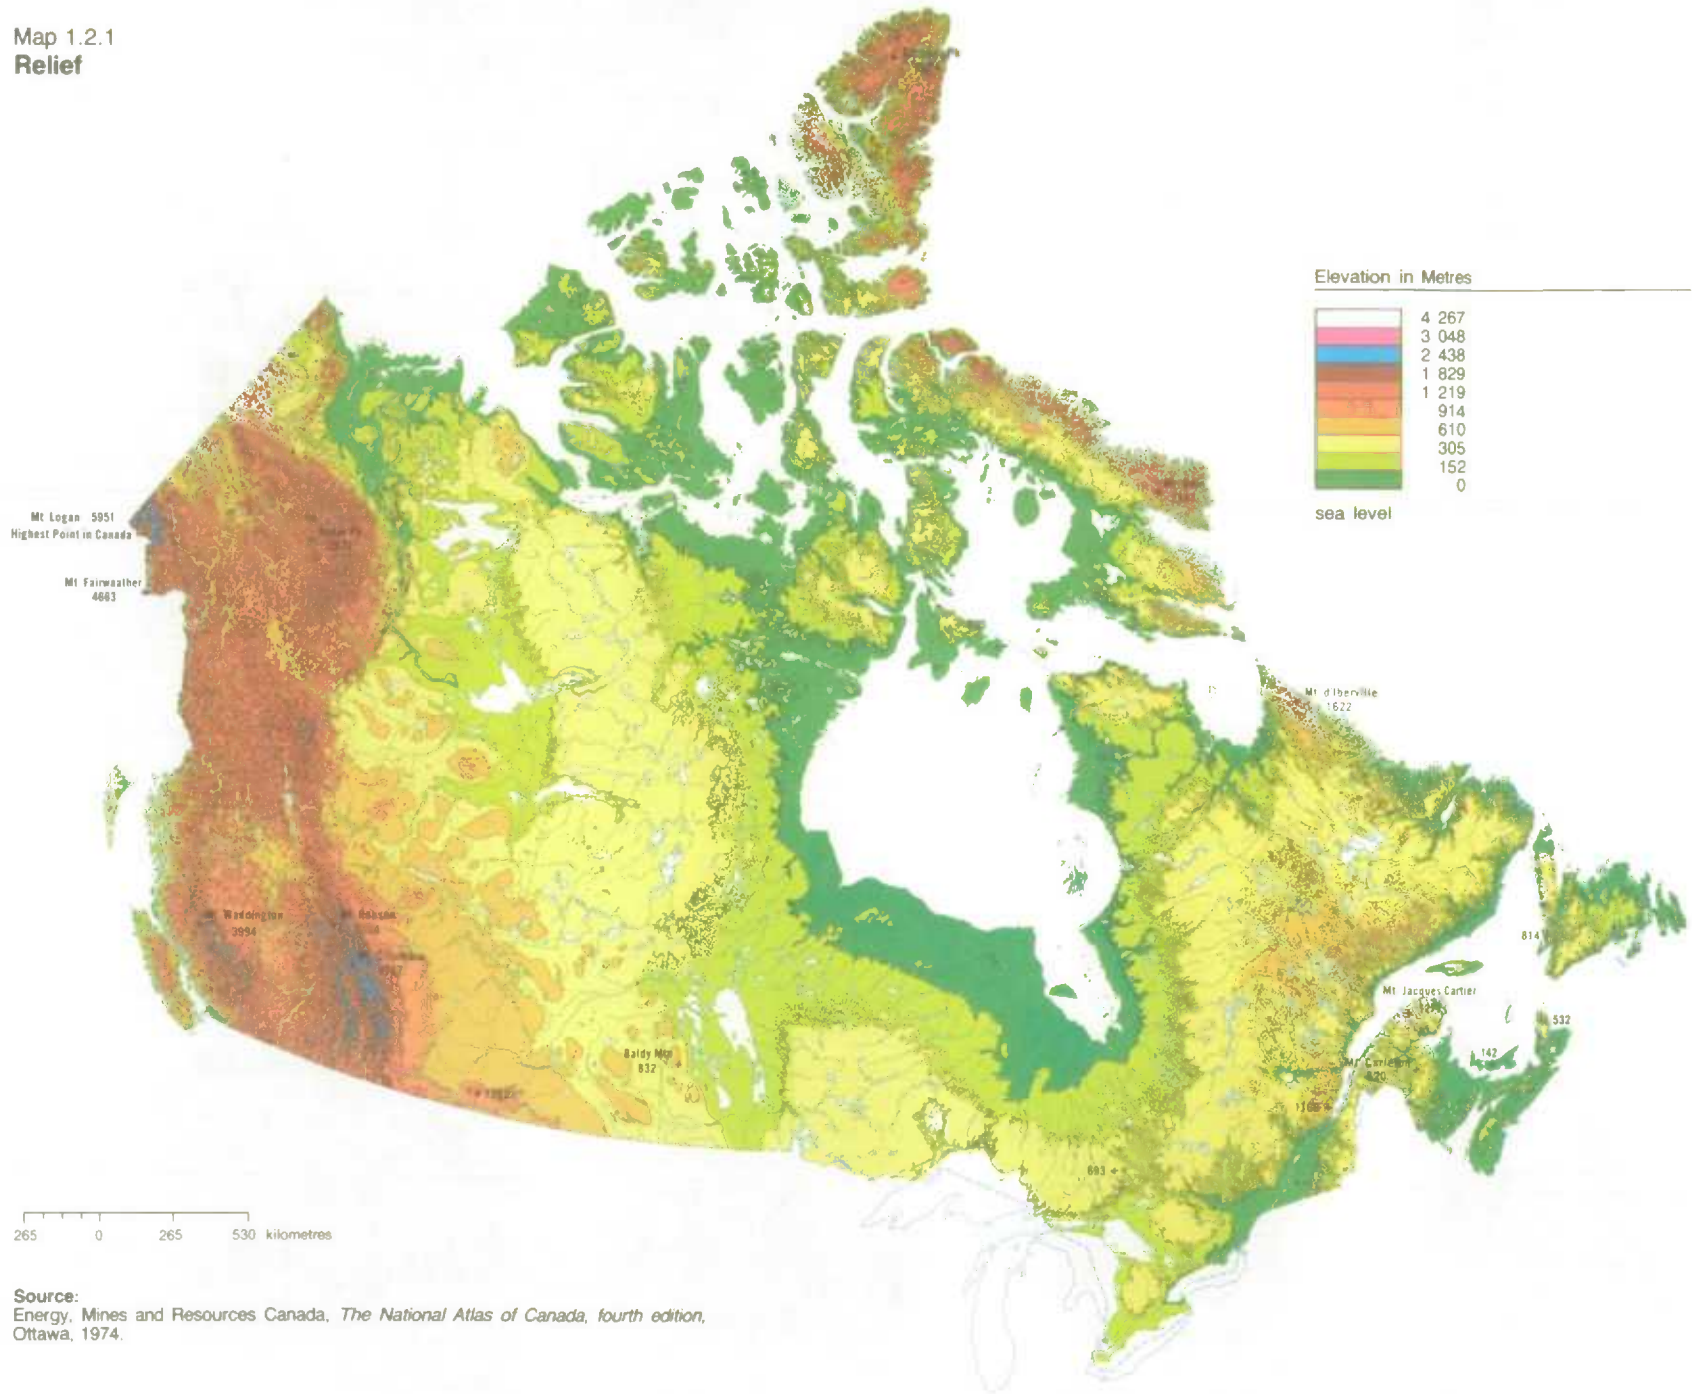 Map 1.2.1
Relief
Elevation in Metres
4 267
3 048
2 438
1 829
1 219
914
610
305
152
0
sea level
Mt Logan 5951
Highest Point in Canada
Mt Fairweather
4663
Mt d'Iberville
1622
Waddington
3994
Mt Robson
814
Mt Jacques Cartier
532
142
Mt Carleton
820
Baldy Mtn
832
693
265 0 265 530 kilometres
Source:
Energy, Mines and Resources Canada, The National Atlas of Canada, fourth edition,
Ottawa, 1974.